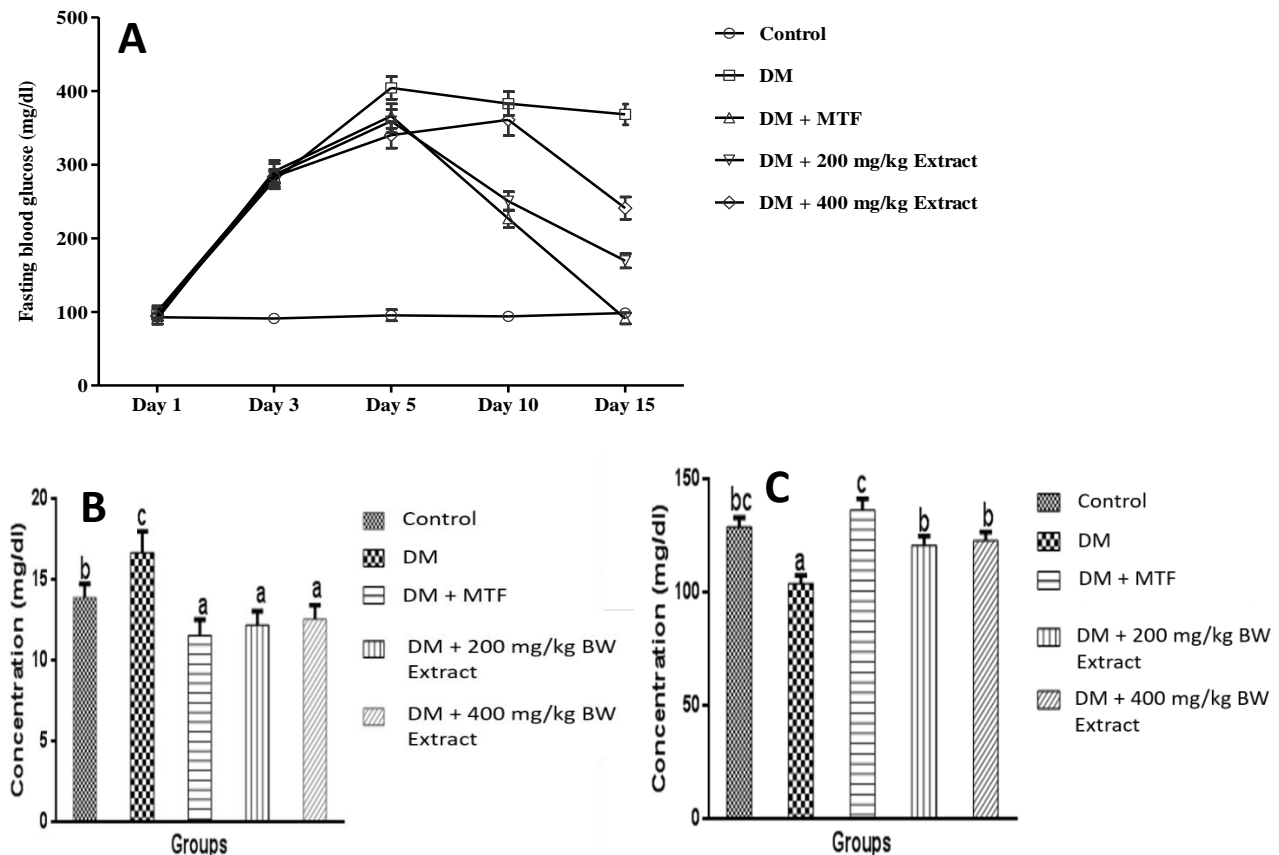 A
Fasting blood glucose (mg/dl)
500
400
300
200
100
0
Day 1 Day 3 Day 5 Day 10 Day 15
Control
DM
DM + MTF
DM + 200 mg/kg Extract
DM + 400 mg/kg Extract
B
Concentration (mg/dl)
20
15
10
5
0
b c a a a
Groups
Control
DM
DM + MTF
DM + 200 mg/kg BW
Extract
DM + 400 mg/kg BW
Extract
C
Concentration (mg/dl)
150
100
50
0
bc a c b b
Groups
Control
DM
DM + MTF
DM + 200 mg/kg BW
Extract
DM + 400 mg/kg BW
Extract